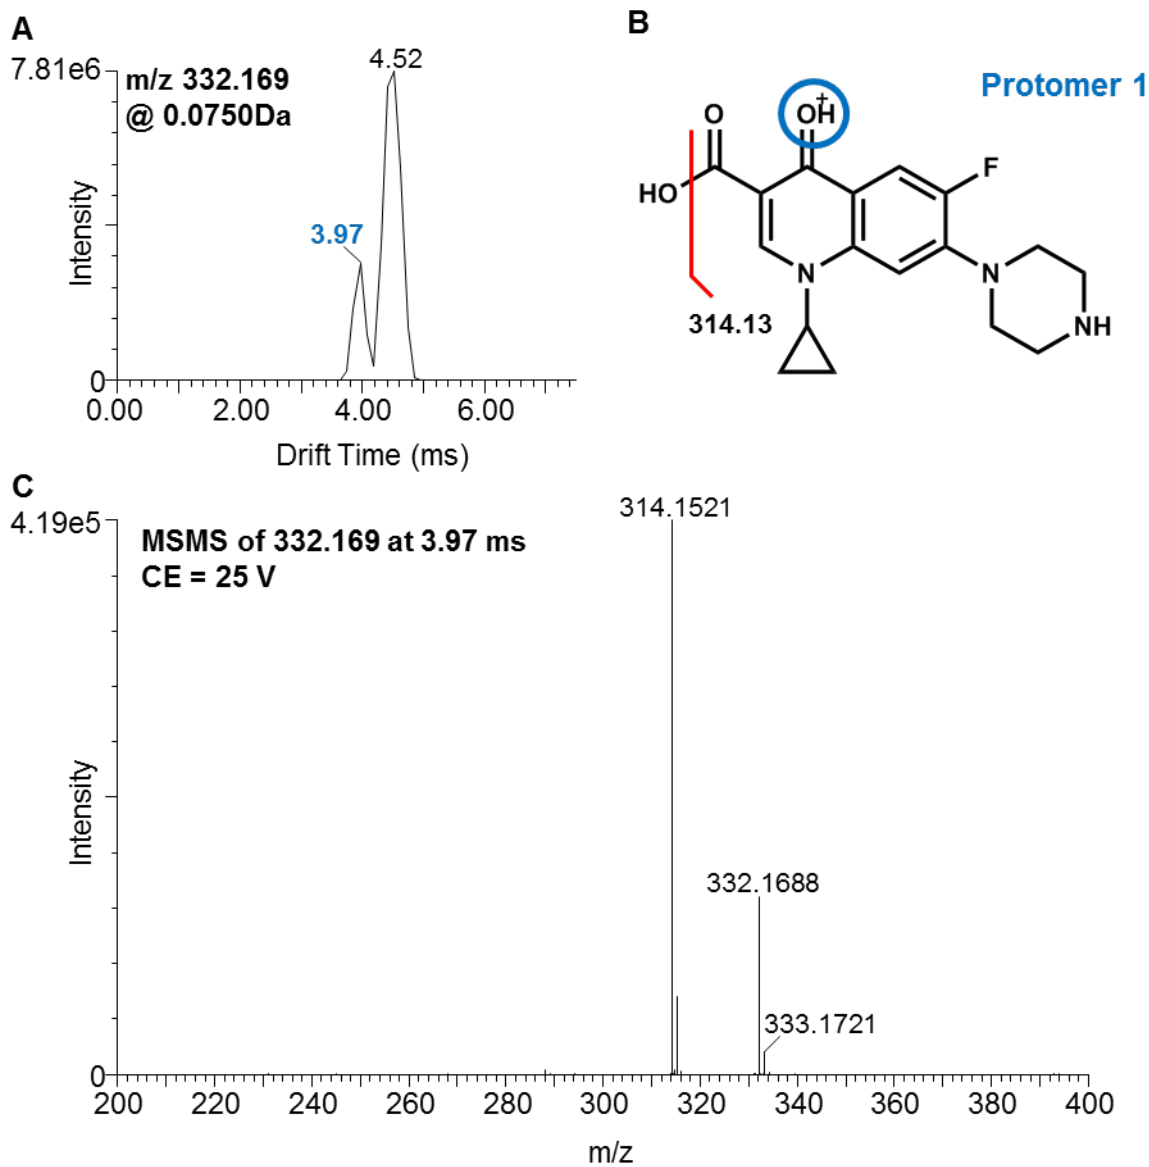 A
7.81e6
m/z 332.169
@ 0.0750Da
4.52
3.97
Intensity
0
0.00 2.00 4.00 6.00
Drift Time (ms)
B
Protomer 1
O
OH
+
HO
F
N
N
NH
314.13
C
4.19e5
MSMS of 332.169 at 3.97 ms
CE = 25 V
314.1521
332.1688
333.1721
Intensity
0
200 220 240 260 280 300 320 340 360 380 400
m/z